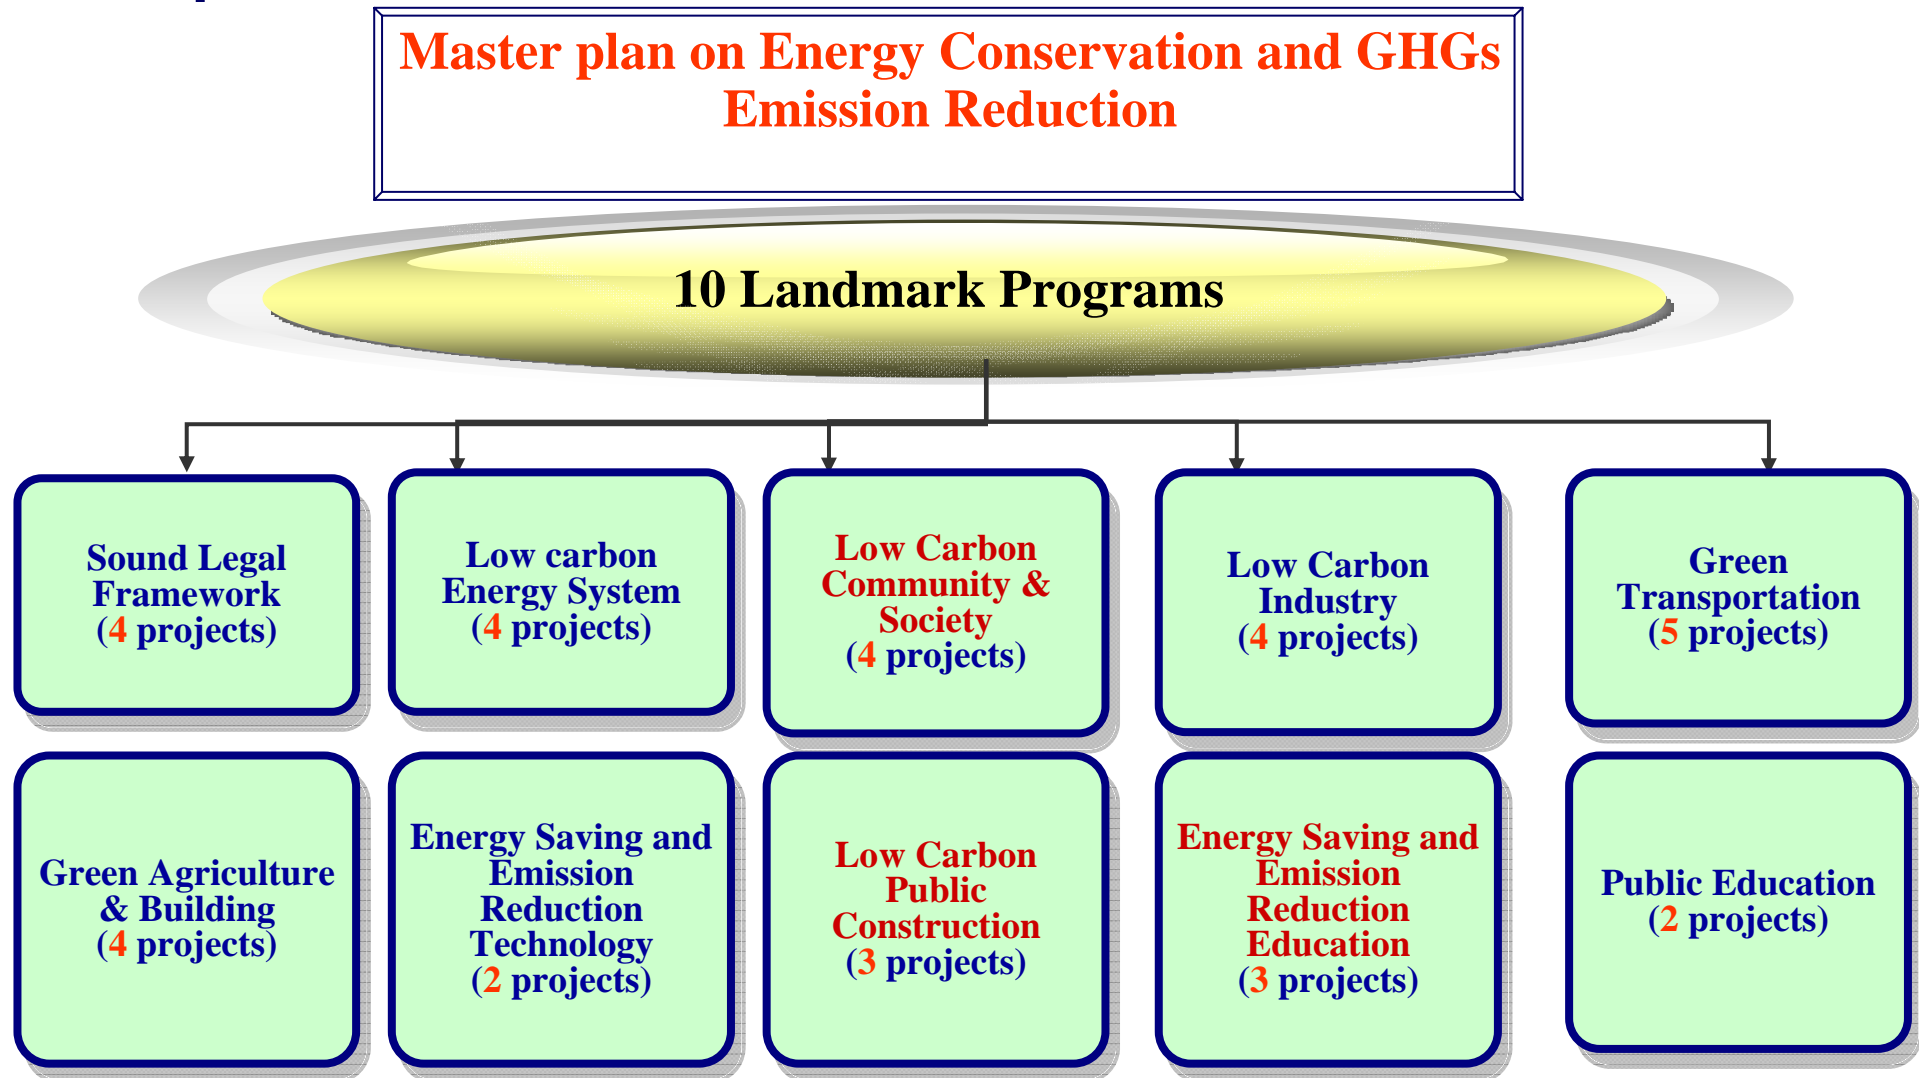 Master plan on Energy Conservation and GHGs
Emission Reduction
10 Landmark Programs
Sound Legal
Framework
(4 projects)
Low carbon
Energy System
(4 projects)
Low Carbon
Community &
Society
(4 projects)
Low Carbon
Industry
(4 projects)
Green
Transportation
(5 projects)
Green Agriculture
& Building
(4 projects)
Energy Saving and
Emission
Reduction
Technology
(2 projects)
Low Carbon
Public
Construction
(3 projects)
Energy Saving and
Emission
Reduction
Education
(3 projects)
Public Education
(2 projects)